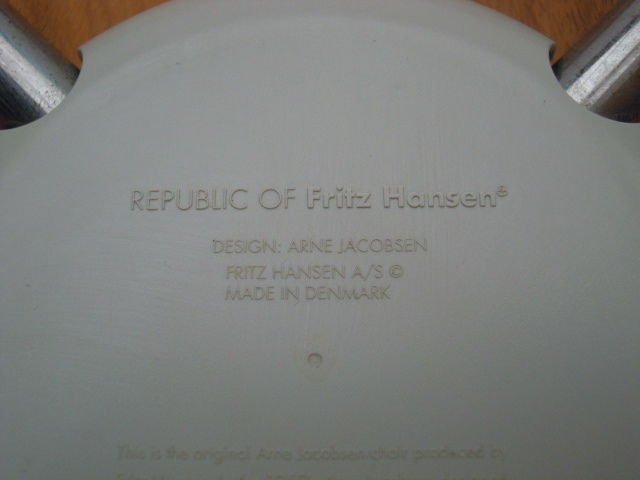 REPUBLIC OF Fritz Hansen®
DESIGN: ARNE JACOBSEN
FRITZ HANSEN A/S ©
MADE IN DENMARK
This is the original Arne Jacobsen chair produced by